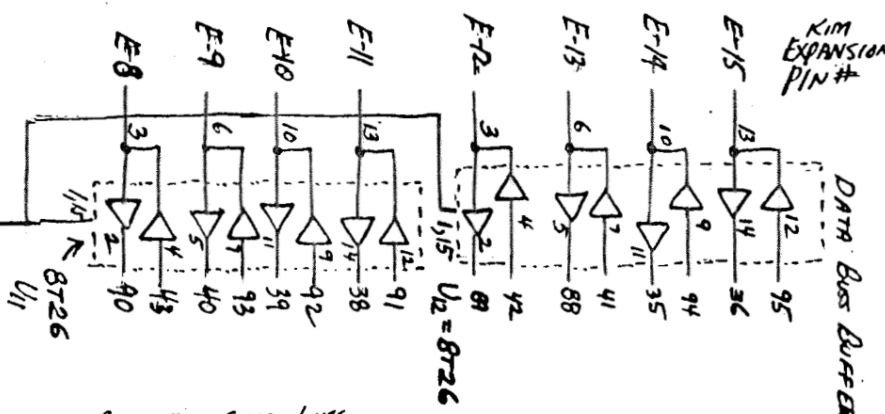 KIM
EXPANSION
PIN #
E-8
E-9
E-10
E-11
E-12
E-13
E-14
E-15
3
6
10
13
3
6
10
13
DATA BUSS BUFFER
1,15
2
4
5
7
11
9
14
12
1,15
2
4
5
7
11
9
14
12
90
43
40
93
39
92
38
91
42
88
41
35
94
36
95
8T26
U11
U12 = 8T26